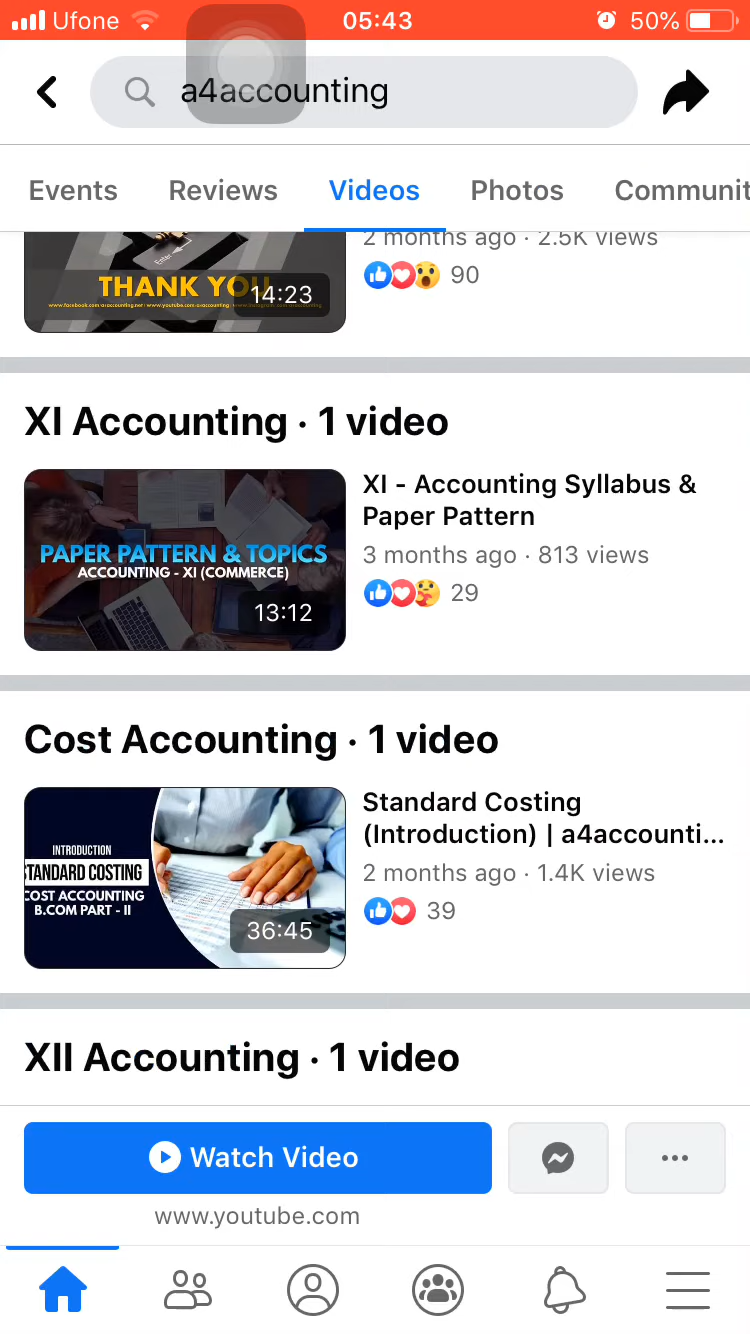 Ufone 05:43 50%
a4accounting
Events Reviews Videos Photos Communit
2 months ago · 2.5K views
Enter
THANK YOU
14:23
90
XI Accounting · 1 video
PAPER PATTERN & TOPICS
ACCOUNTING - XI (COMMERCE)
13:12
XI - Accounting Syllabus &
Paper Pattern
3 months ago · 813 views
29
Cost Accounting · 1 video
INTRODUCTION
STANDARD COSTING
COST ACCOUNTING
B.COM PART - II
36:45
Standard Costing
(Introduction) | a4accounti...
2 months ago · 1.4K views
39
XII Accounting · 1 video
Watch Video
www.youtube.com